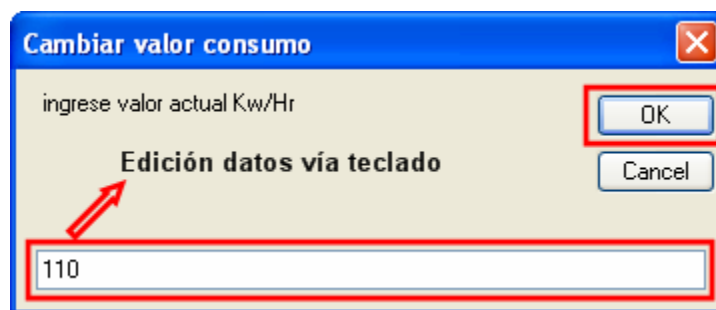 Cambiar valor consumo
ingrese valor actual Kw/Hr
OK
Edición datos vía teclado
Cancel
110